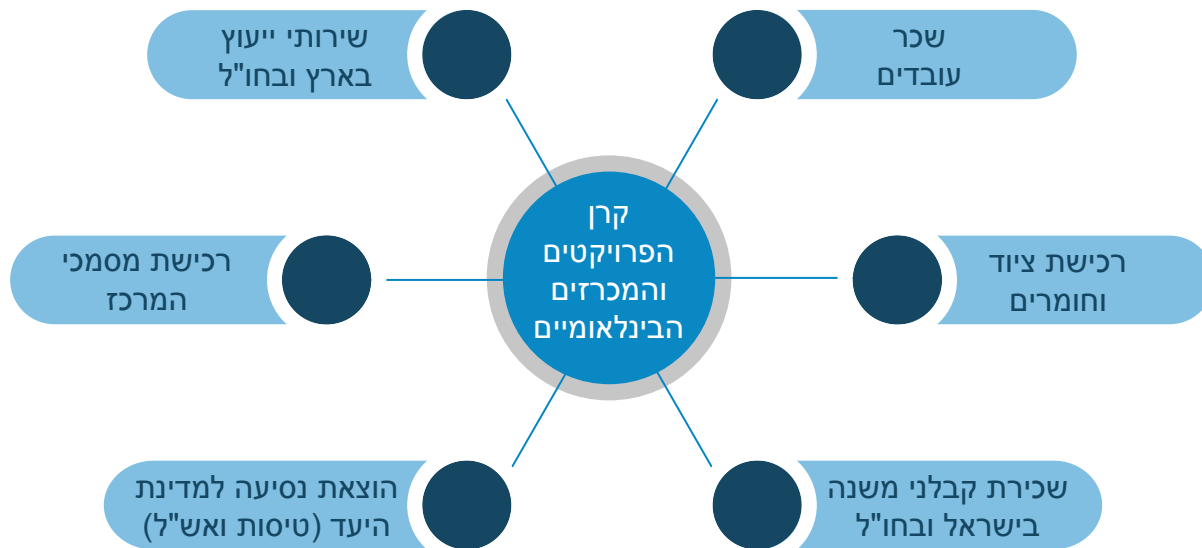 שכר
עובדים
שירותי ייעוץ
בארץ ובחו"ל
רכישת ציוד
וחומרים
קרן
הפרויקטים
והמכרזים
הבינלאומיים
רכישת מסמכי
המרכז
שכירת קבלני משנה
בישראל ובחו"ל
הוצאת נסיעה למדינת
היעד (טיסות ואש"ל)